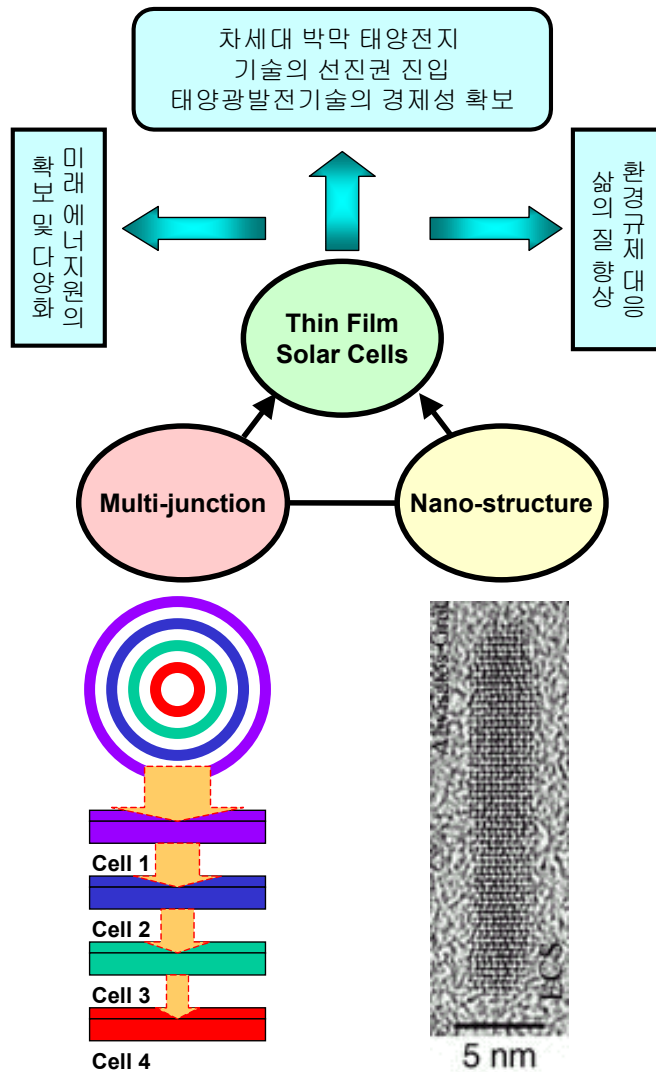 차세대 박막 태양전지
기술의 선진권 진입
태양광발전기술의 경제성 확보
미래 에너지원의
확보 및 다양화
환경규제 대응
삶의 질 향상
Thin Film
Solar Cells
Multi-junction
Nano-structure
Cell 1
Cell 2
Cell 3
Cell 4
ECS
5 nm